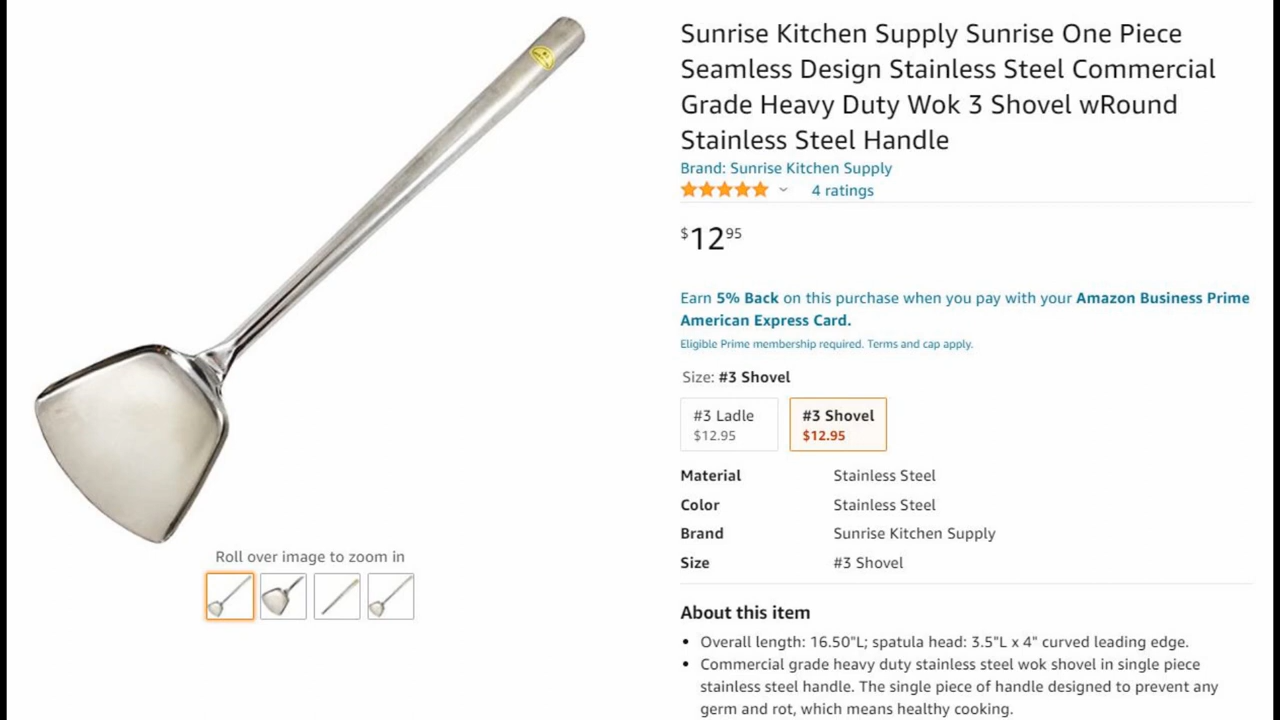 Sunrise Kitchen Supply Sunrise One Piece
Seamless Design Stainless Steel Commercial
Grade Heavy Duty Wok 3 Shovel wRound
Stainless Steel Handle
Brand: Sunrise Kitchen Supply
4 ratings
$12 95
Earn 5% Back on this purchase when you pay with your Amazon Business Prime
American Express Card.
Eligible Prime membership required. Terms and cap apply.
Size: #3 Shovel
#3 Ladle #3 Shovel
$12.95 $12.95
Material Stainless Steel
Color Stainless Steel
Brand Sunrise Kitchen Supply
Size #3 Shovel
Roll over image to zoom in
About this item
• Overall length: 16.50"L; spatula head: 3.5"L x 4" curved leading edge.
• Commercial grade heavy duty stainless steel wok shovel in single piece
stainless steel handle. The single piece of handle designed to prevent any
germ and rot, which means healthy cooking.